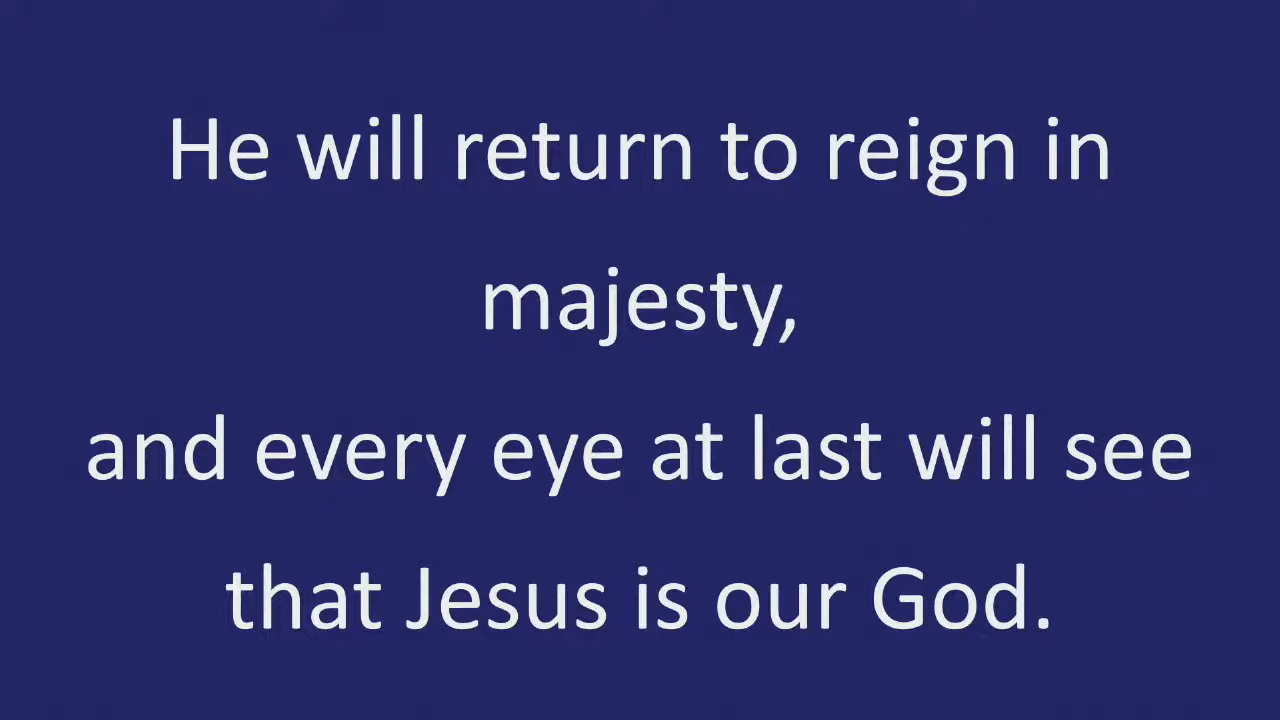 He will return to reign in
majesty,
and every eye at last will see
that Jesus is our God.